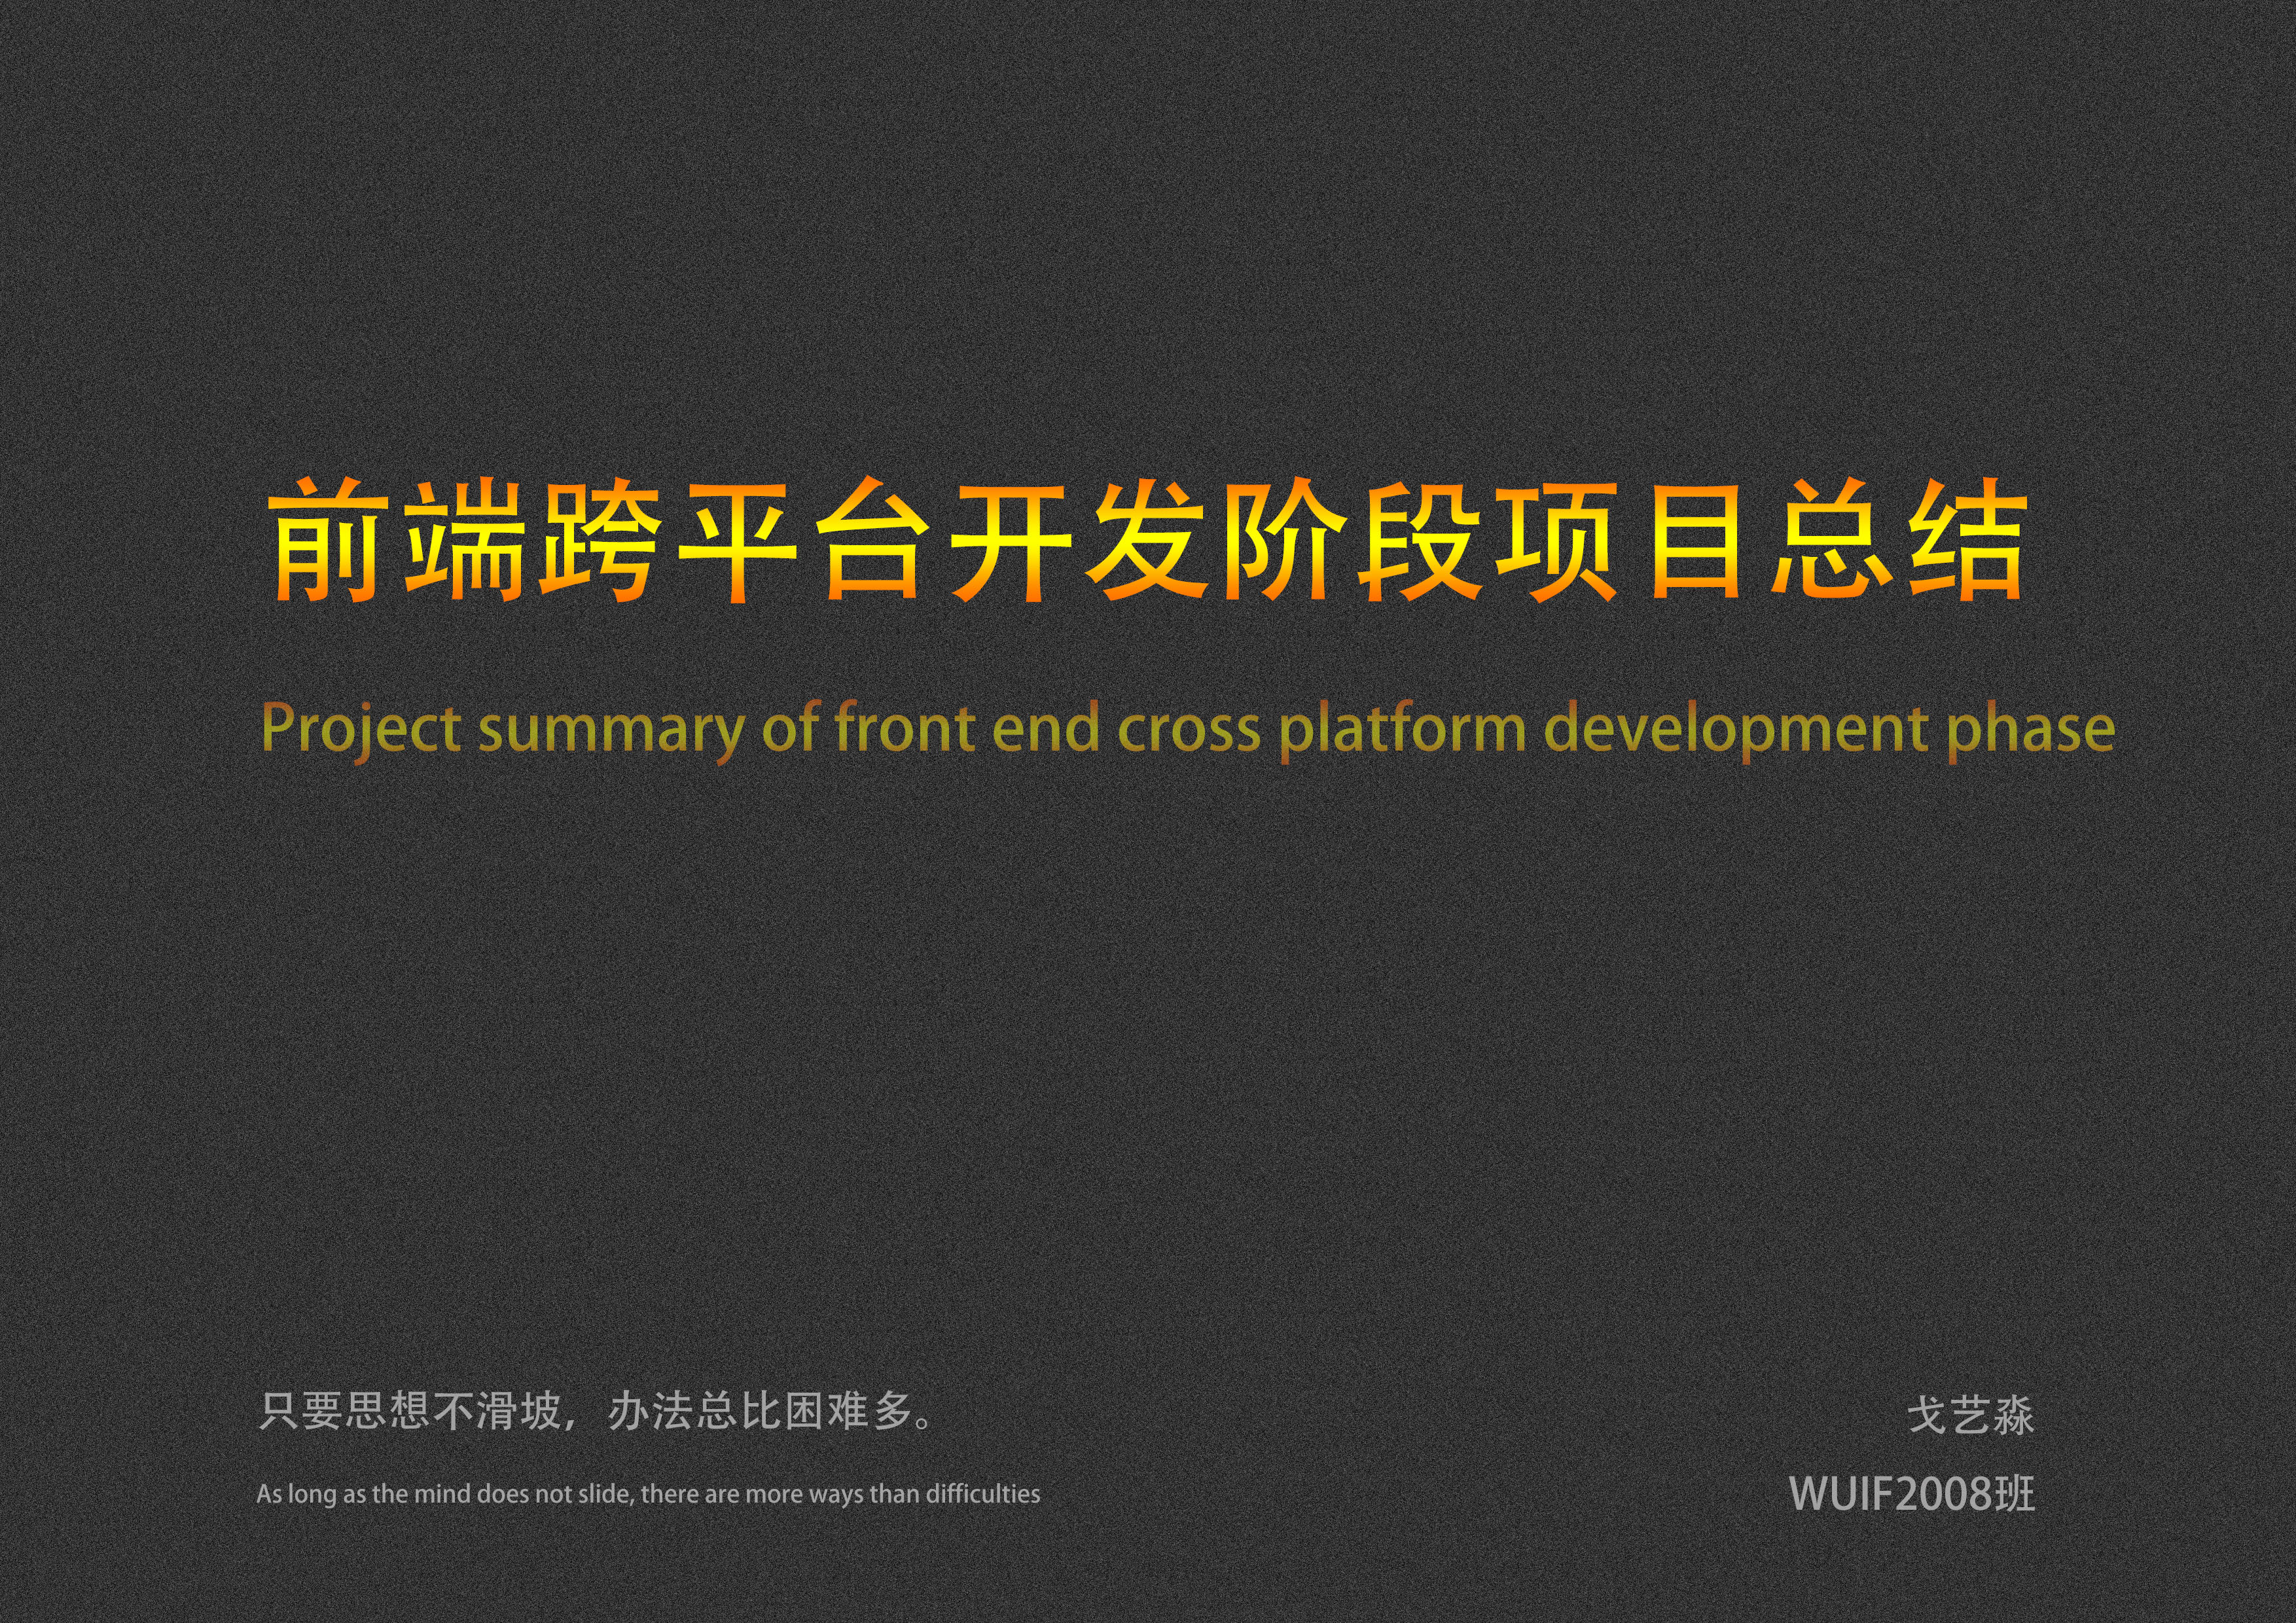 前端跨平台开发阶段项目总结
Project summary of front end cross platform development phase
只要思想不滑坡，办法总比困难多。
As long as the mind does not slide, there are more ways than difficulties
戈艺淼
WUIF2008班